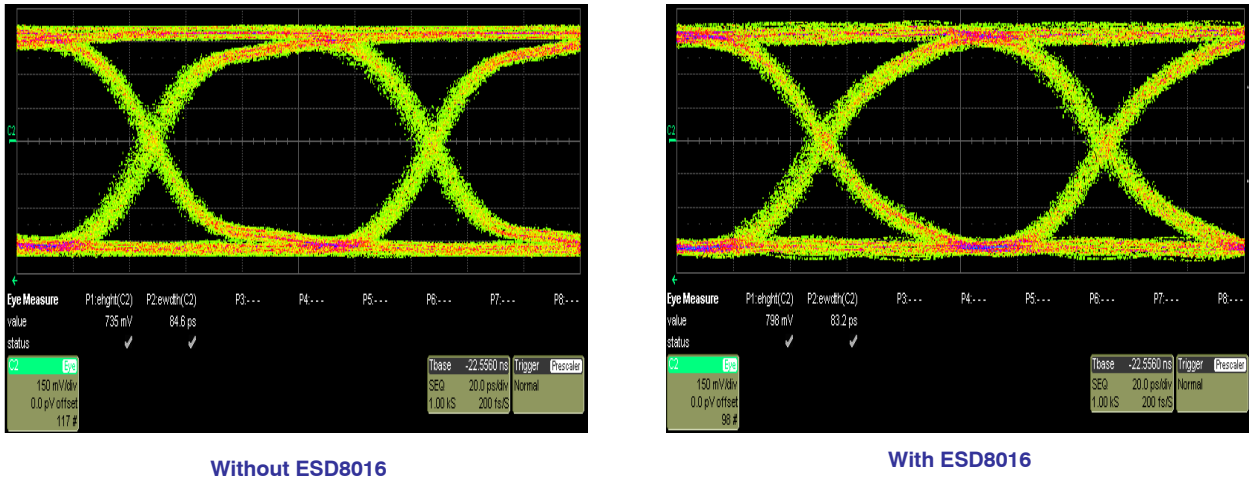 C2
Eye Measure P1:ehght(C2) P2:ewdth(C2) P3:- - - P4:- - - P5:- - - P6:- - - P7:- - - P8:- - -
value 735 mV 84.6 ps
status ✓ ✓
C2 Eye
150 mV/div
0.0 pV offset
117 #
Tbase -22.5560 ns
SEQ 20.0 ps/div
1.00 kS 200 fs/S
Trigger Prescaler
Normal
Without ESD8016
C2
Eye Measure P1:ehght(C2) P2:ewdth(C2) P3:- - - P4:- - - P5:- - - P6:- - - P7:- - - P8:- - -
value 798 mV 83.2 ps
status ✓ ✓
C2 Eye
150 mV/div
0.0 pV offset
98 #
Tbase -22.5560 ns
SEQ 20.0 ps/div
1.00 kS 200 fs/S
Trigger Prescaler
Normal
With ESD8016